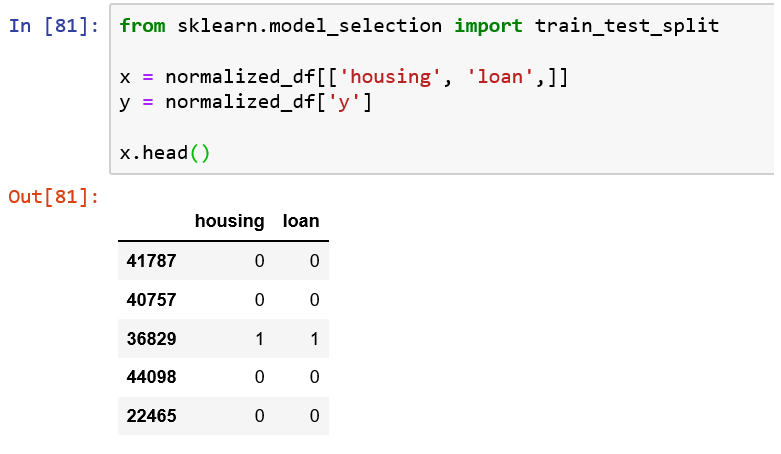 In [81]: from sklearn.model_selection import train_test_split
x = normalized_df[['housing', 'loan',]]
y = normalized_df['y']
x.head()
Out[81]:
housing loan
41787 0 0
40757 0 0
36829 1 1
44098 0 0
22465 0 0